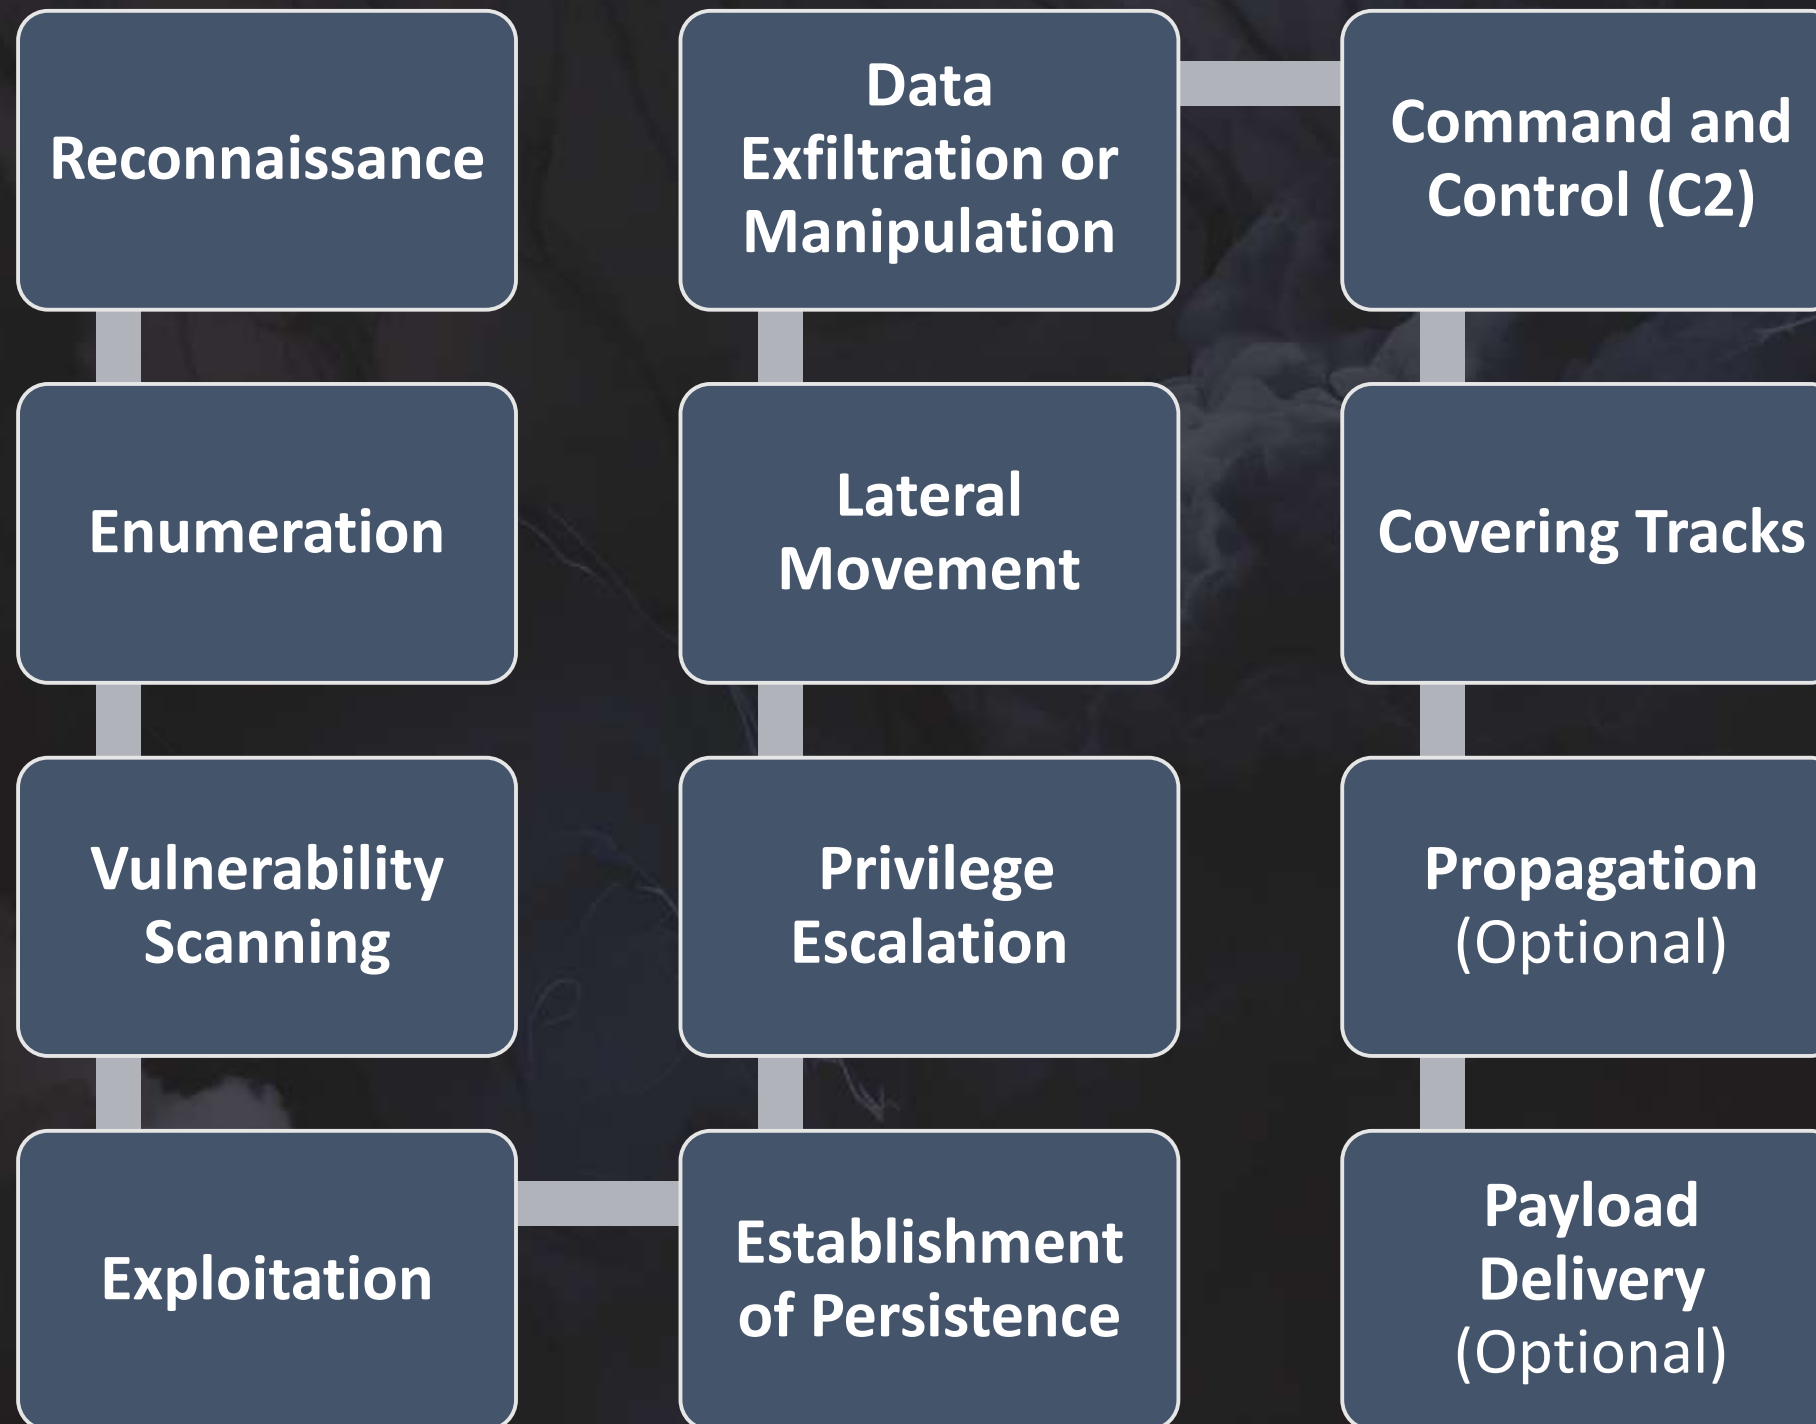 Reconnaissance
Enumeration
Vulnerability
Scanning
Exploitation
Establishment
of Persistence
Privilege
Escalation
Lateral
Movement
Data
Exfiltration or
Manipulation
Command and
Control (C2)
Covering Tracks
Propagation
(Optional)
Payload
Delivery
(Optional)